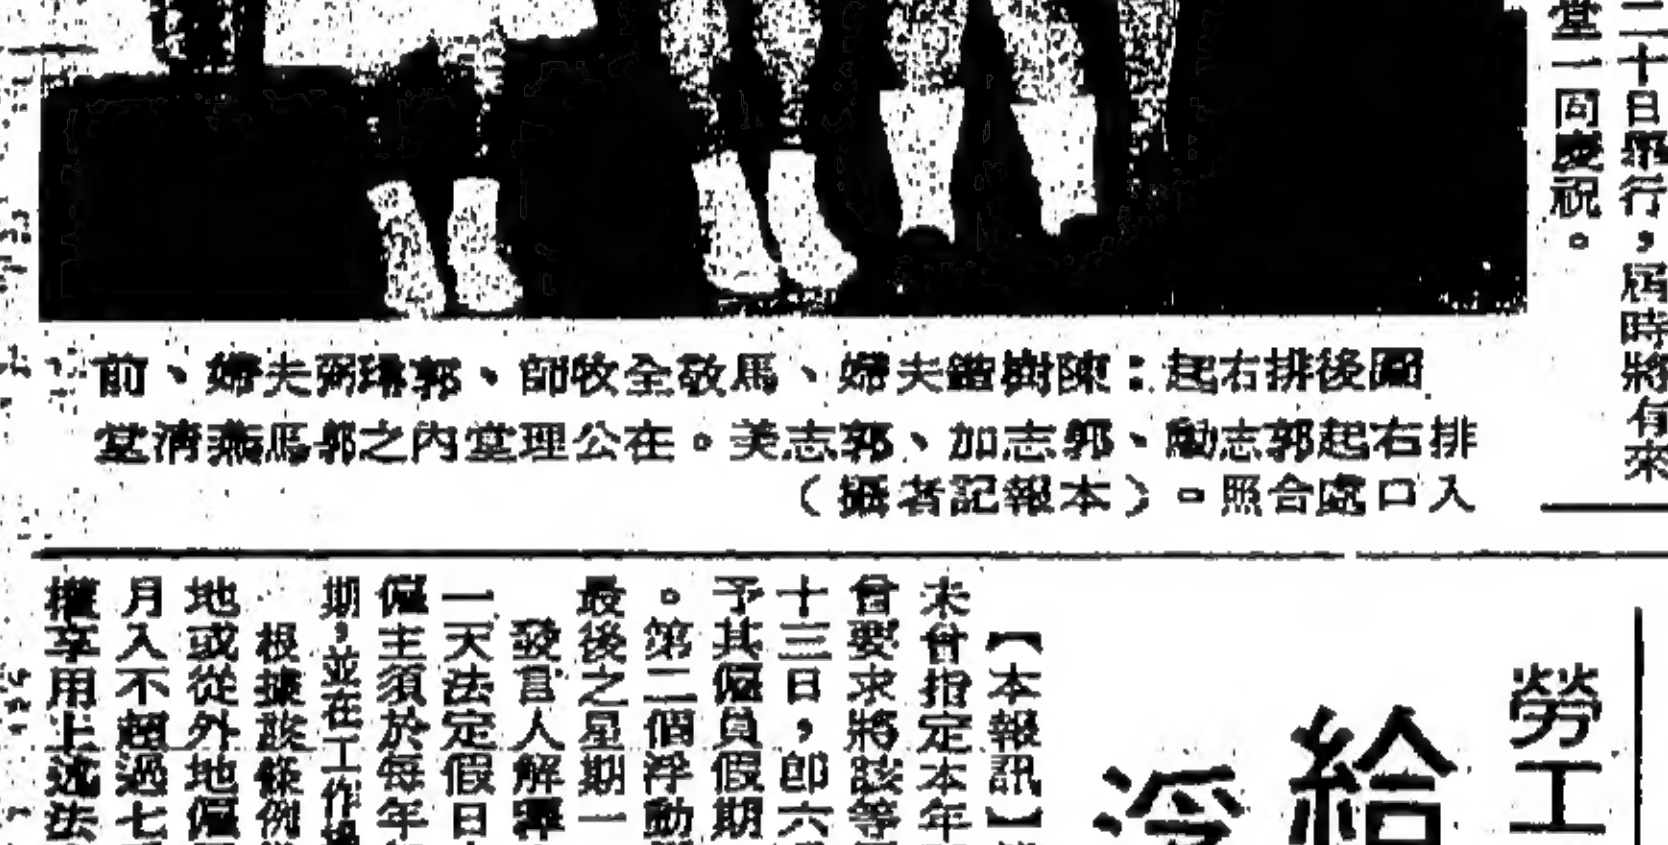 二十日舉行，屆時將有來
堂一同慶祝。
圖後排右起：陳樹鍇夫婦、馬敬全牧師、郭琳弼夫婦、前
排右起郭志勵、郭志加、郭志美。在公理堂內之郭馬燕清堂
入口處合照。（本報記者攝）
勞工
給
浮
【本報訊】
未曾指定本年
曾要求將該等
十三日，即六
予其僱員假期
。第二個浮動
最後之星期一
發言人解釋
一天法定假日
僱主須於每年
期，並在工作
根據該條例
地或從外地僱
月入不超過七
權享用上述法